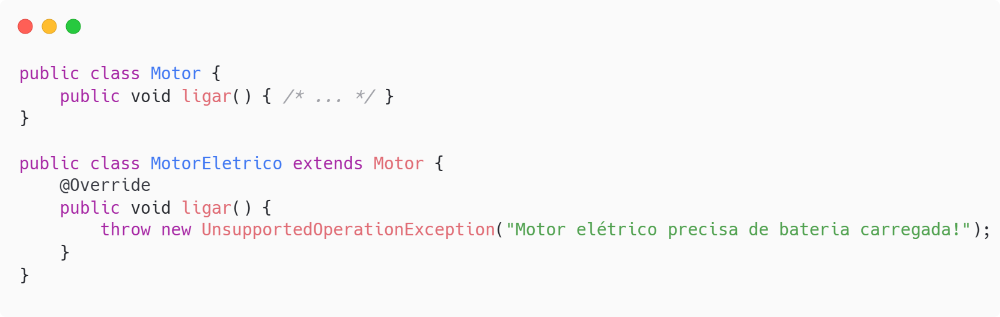 public class Motor {
    public void ligar() { /* ... */ }
}

public class MotorEletrico extends Motor {
    @Override
    public void ligar() {
        throw new UnsupportedOperationException("Motor elétrico precisa de bateria carregada!");
    }
}